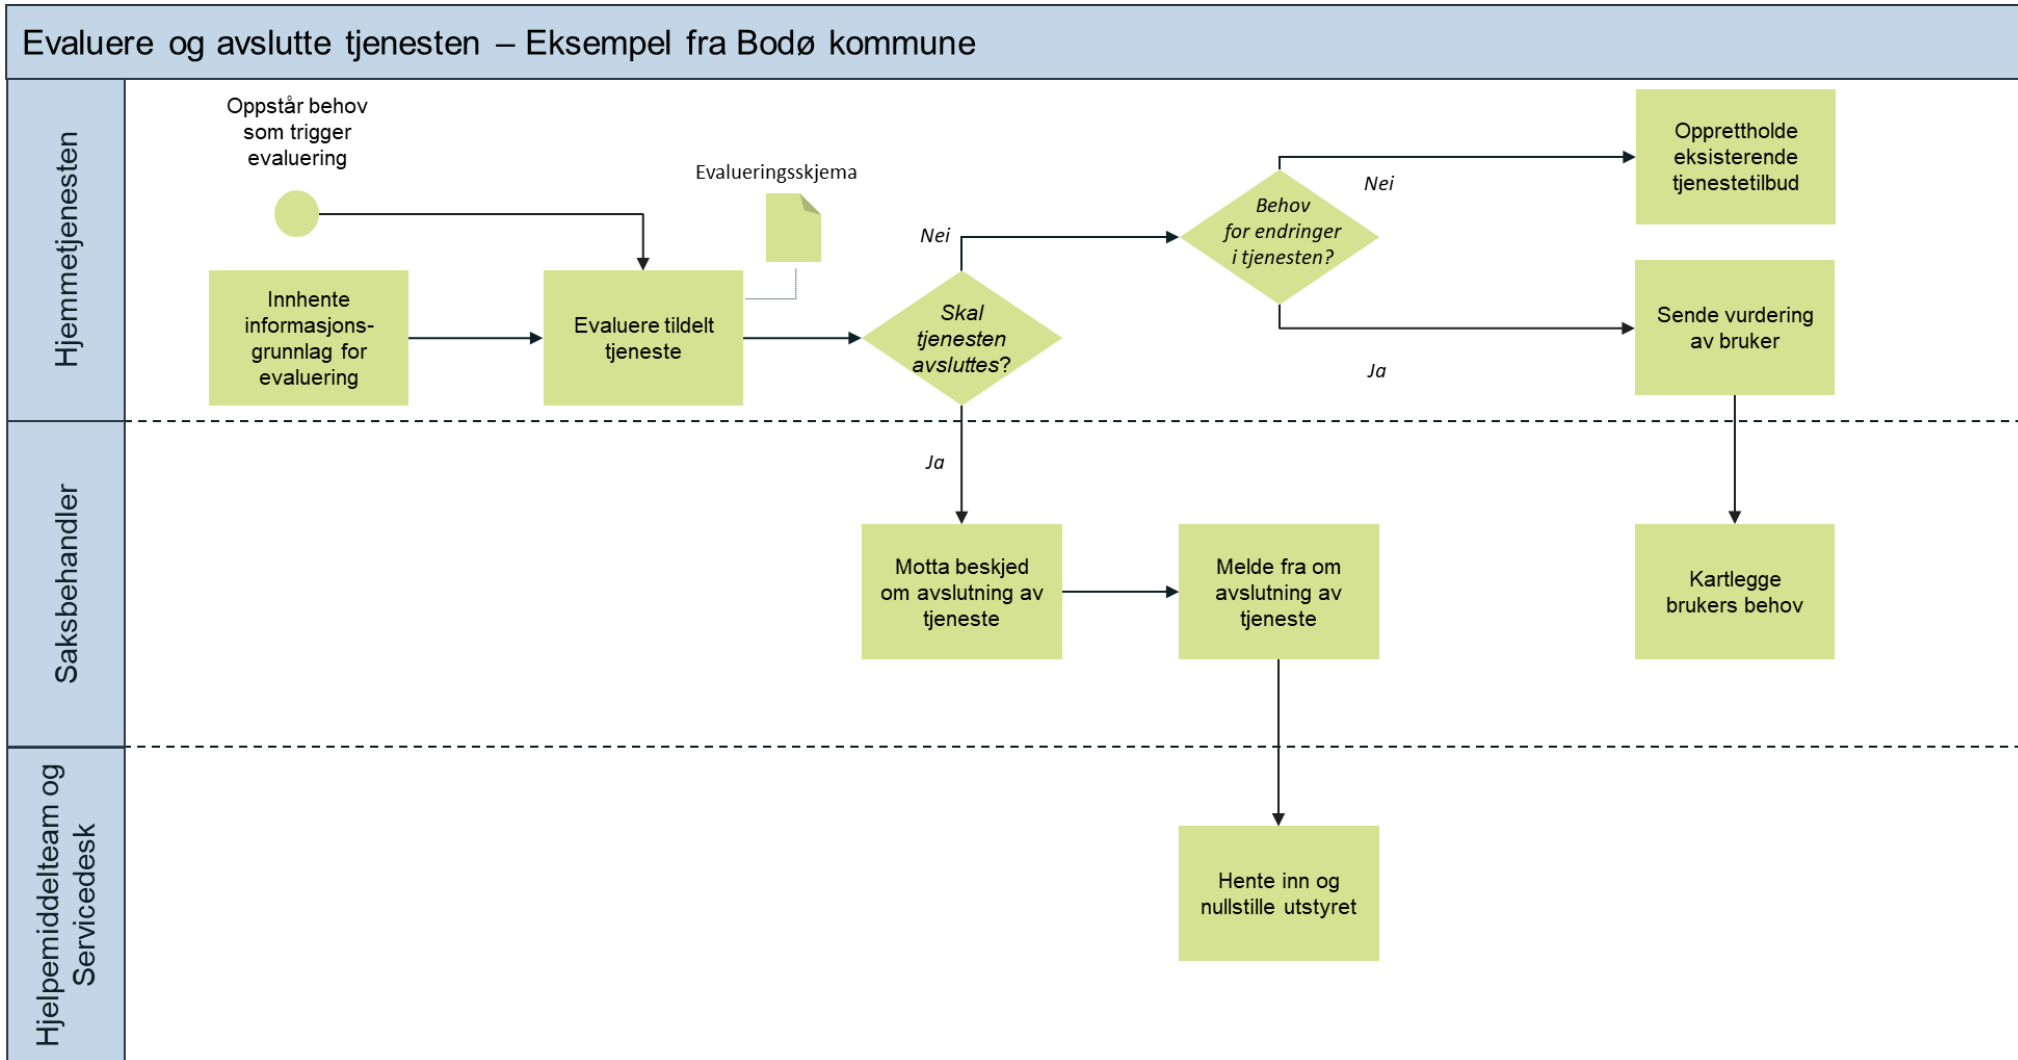 Evaluere og avslutte tjenesten – Eksempel fra Bodø kommune
Hjemmetjenesten
Oppstår behov
som trigger
evaluering
Innhente
informasjons-
grunnlag for
evaluering
Evaluere tildelt
tjeneste
Evalueringsskjema
Skal
tjenesten
avsluttes?
Nei
Behov
for endringer
i tjenesten?
Nei
Opprettholde
eksisterende
tjenestetilbud
Ja
Sende vurdering
av bruker
Saksbehandler
Ja
Motta beskjed
om avslutning av
tjeneste
Melde fra om
avslutning av
tjeneste
Kartlegge
brukers behov
Hjelpemiddelteam og
Servicedesk
Hente inn og
nullstille utstyret